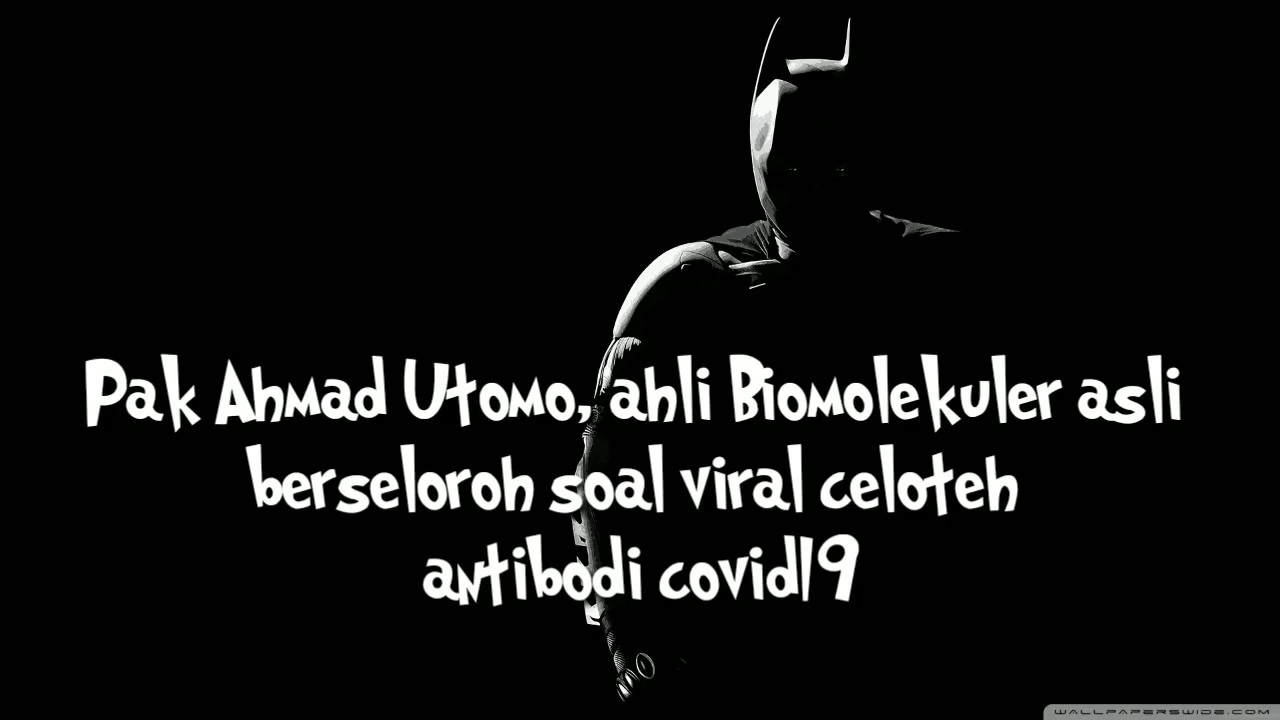 Pak Ahmad Utomo, ahli Biomolekuler asli
berseloroh soal viral celoteh
antibodi covid19
WALLPAPERSWIDE.COM